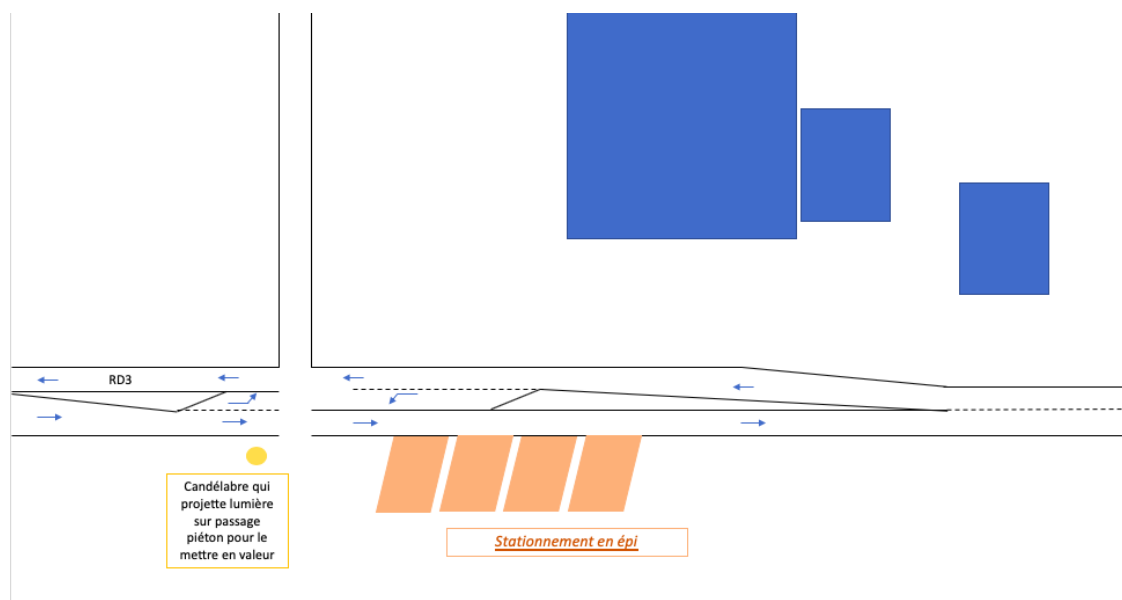 RD3
Candélabre qui
projette lumière
sur passage
piéton pour le
mettre en valeur
Stationnement en épi